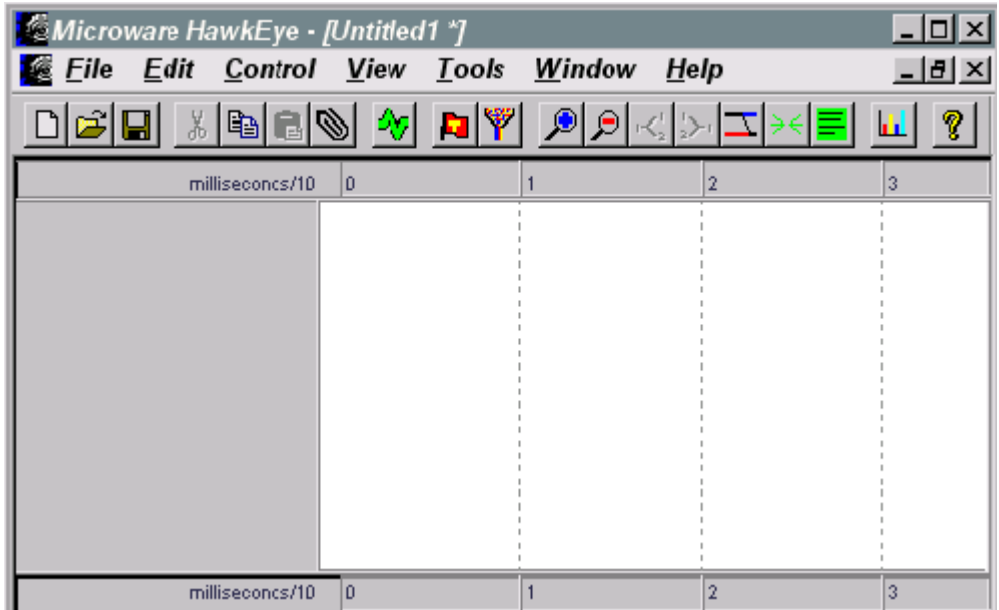 Microware HawkEye - [Untitled1 *]
File Edit Control View Tools Window Help
milliseconcs/10 0 1 2 3
milliseconcs/10 0 1 2 3